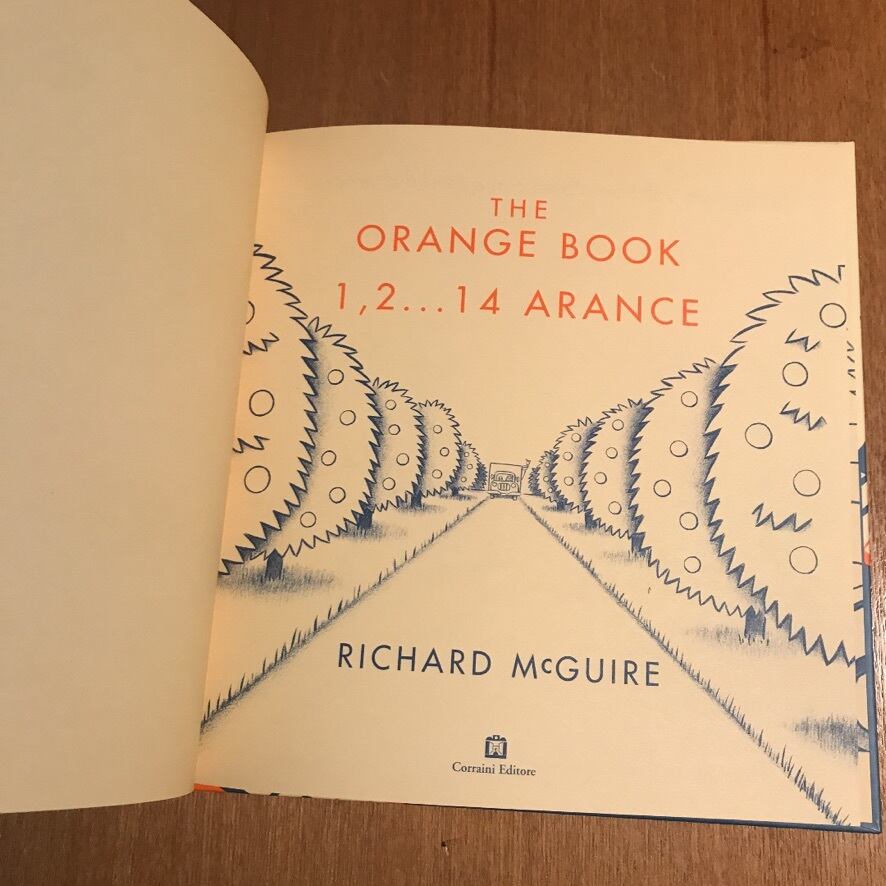 THE
ORANGE BOOK
1,2...14 ARANCE
RICHARD McGUIRE
Corraini Editore